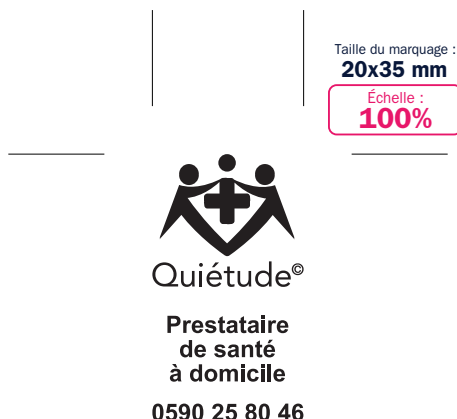 Taille du marquage :
20x35 mm
Échelle :
100%
Quiétude©
Prestataire
de santé
à domicile
0590 25 80 46